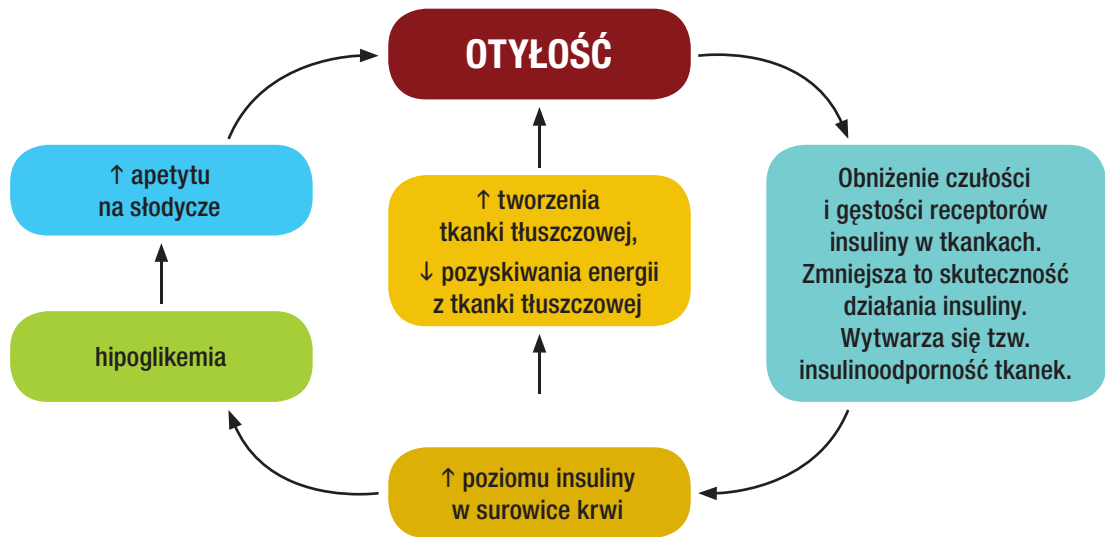 OTYŁOŚĆ
↑ apetytu
na słodycze
↑ tworzenia
tkanki tłuszczowej,
↓ pozyskiwania energii
z tkanki tłuszczowej
Obniżenie czułości
i gęstości receptorów
insuliny w tkankach.
Zmniejsza to skuteczność
działania insuliny.
Wytwarza się tzw.
insulinoodporność tkanek.
hipoglikemia
↑ poziomu insuliny
w surowice krwi